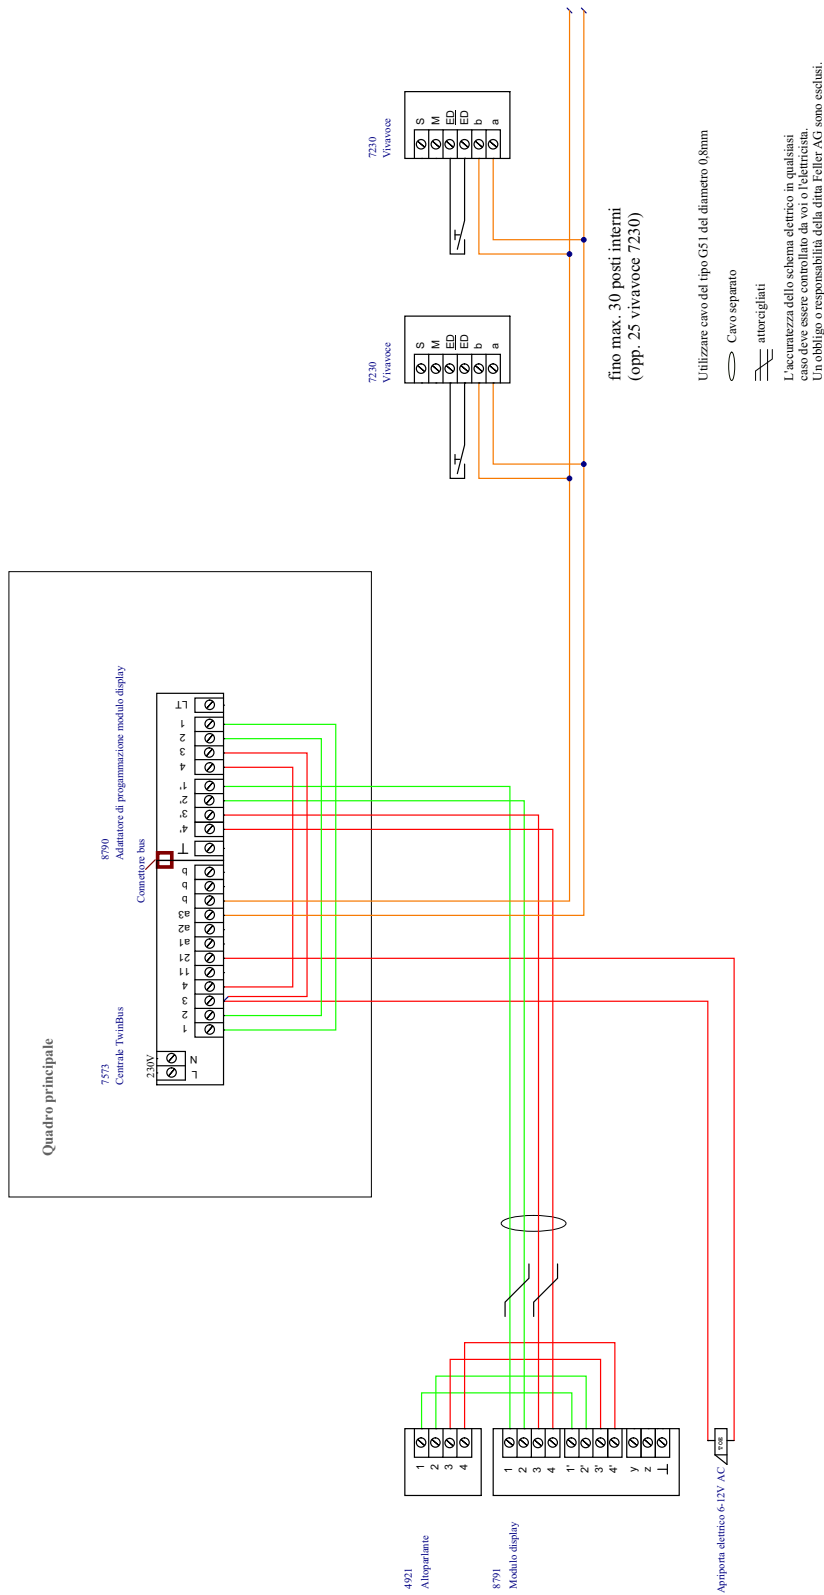 7230
Vivavoce
S
M
ED
ED
b
a
7230
Vivavoce
S
M
ED
ED
b
a
fino max. 30 posti interni
(opp. 25 vivavoce 7230)
Utilizzare cavo del tipo G51 del diametro 0,8mm
Cavo separato
attorcigliati
L'accuratezza dello schema elettrico in qualsiasi
caso deve essere controllato da voi o l'elettricista.
Un obbligo o responsabilità della ditta Feller AG sono esclusi.
Quadro principale
8790
Adattatore di progammazione modulo display
Connettore bus
7573
Centrale TwinBus
230V
L
N
1
2
3
4
11
21
a1
a2
a3
b
b
b
4'
3'
2'
1'
4
3
2
1
LT
4921
Altoparlante
1
2
3
4
8791
Modulo display
1
2
3
4
1'
2'
3'
4'
y
z
Apriporta elettrico 6-12V AC
TOE